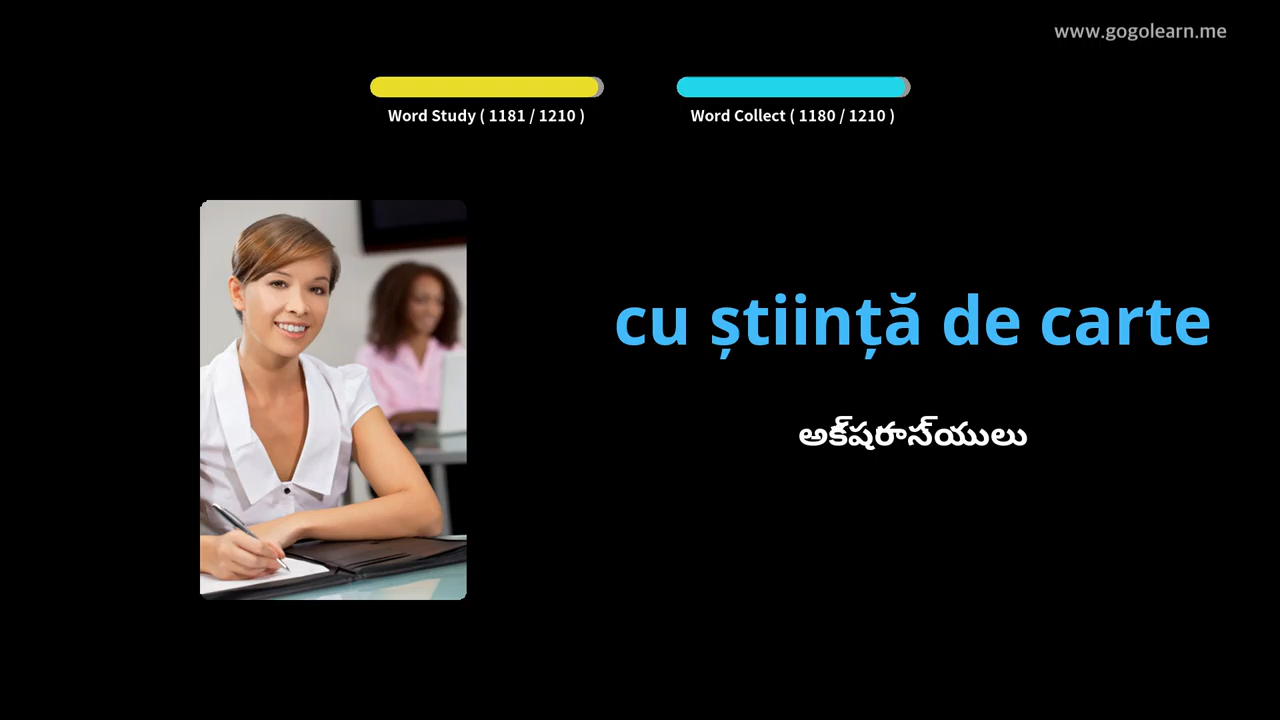 www.gogolearn.me
Word Study ( 1181 / 1210 )
Word Collect ( 1180 / 1210 )
cu știință de carte
అక్‌షరాస్‌యులు